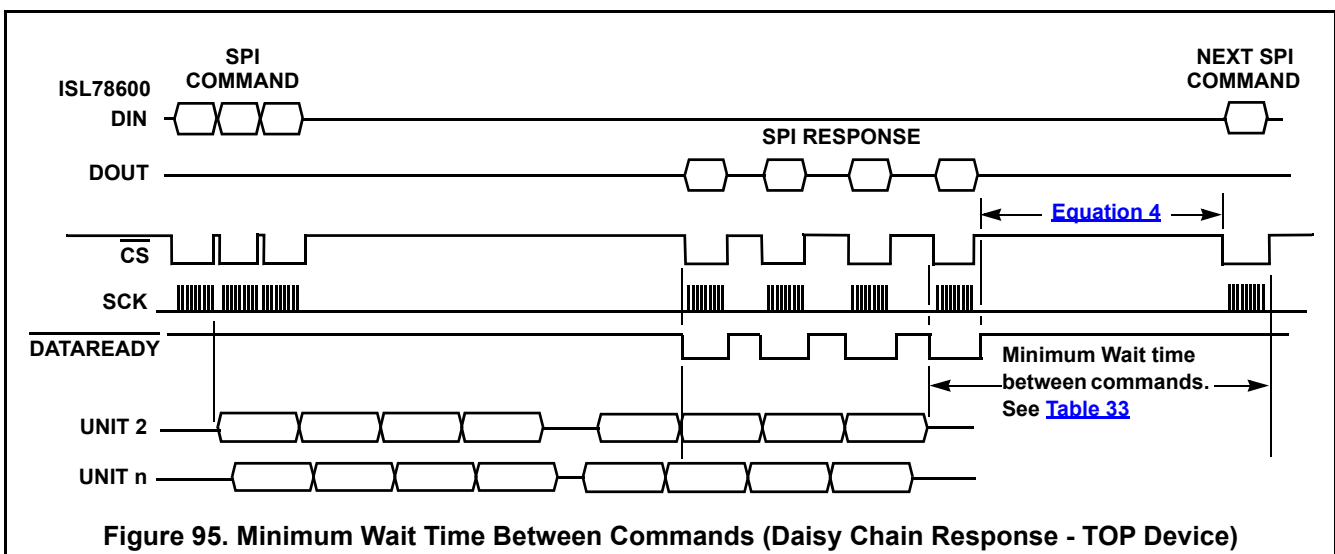 SPI
COMMAND
NEXT SPI
COMMAND
ISL78600
DIN
SPI RESPONSE
DOUT
Equation 4
CS
SCK
DATAREADY
Minimum Wait time
between commands.
See Table 33
UNIT 2
UNIT n
Figure 95. Minimum Wait Time Between Commands (Daisy Chain Response - TOP Device)